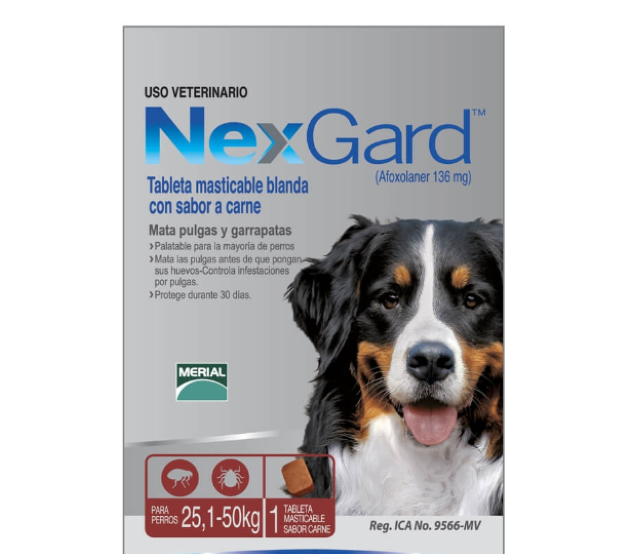 USO VETERINARIO
NexGard™
(Afoxolaner 136 mg)
Tableta masticable blanda
con sabor a carne
Mata pulgas y garrapatas
›Palatable para la mayoría de perros
›Mata las pulgas antes de que pongan
sus huevos-Controla infestaciones
por pulgas.
›Protege durante 30 días.
MERIAL
PARA
PERROS 25,1-50kg
1 TABLETA
MASTICABLE
SABOR CARNE
Reg. ICA No. 9566-MV